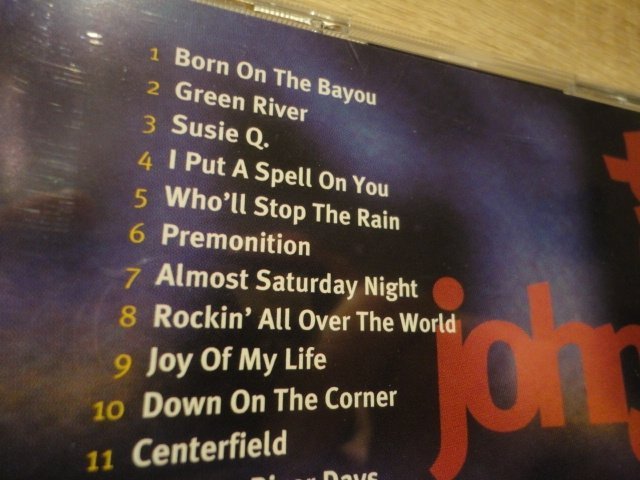 1 Born On The Bayou
2 Green River
3 Susie Q.
4 I Put A Spell On You
5 Who'll Stop The Rain
6 Premonition
7 Almost Saturday Night
8 Rockin' All Over The World
9 Joy Of My Life
10 Down On The Corner
11 Centerfield
River Days
john